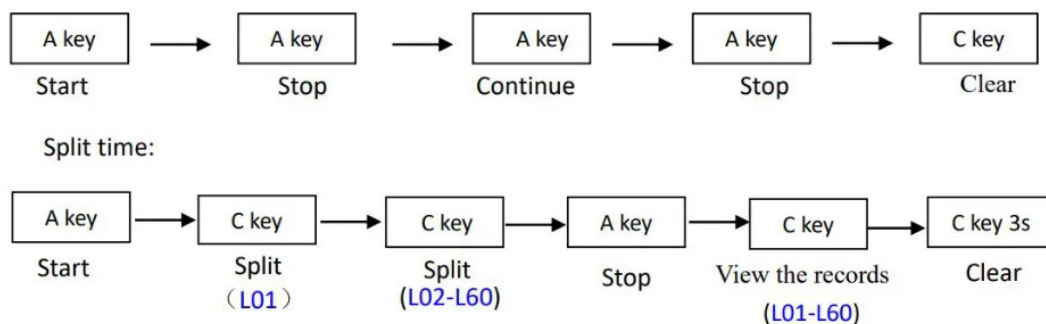 A key A key A key A key C key
Start Stop Continue Stop Clear
Split time:
A key C key C key A key C key C key 3s
Start Split Split Stop View the records Clear
（L01） (L02-L60) (L01-L60)